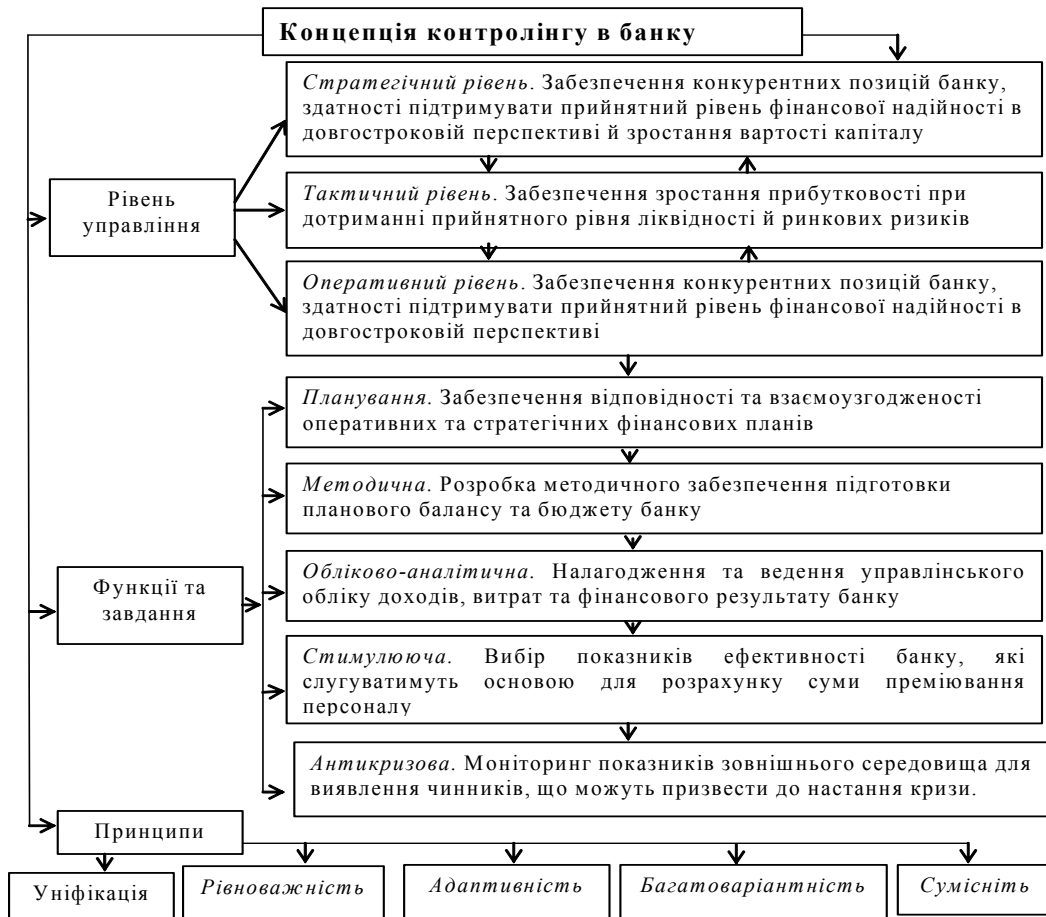 Концепція контролінгу в банку
Стратегічний рівень. Забезпечення конкурентних позицій банку,
здатності підтримувати прийнятний рівень фінансової надійності в
довгостроковій перспективі й зростання вартості капіталу
Рівень
управління
Тактичний рівень. Забезпечення зростання прибутковості при
дотриманні прийнятного рівня ліквідності й ринкових ризиків
Оперативний рівень. Забезпечення конкурентних позицій банку,
здатності підтримувати прийнятний рівень фінансової надійності в
довгостроковій перспективі
Функції та
завдання
Планування. Забезпечення відповідності та взаємоузгодженості
оперативних та стратегічних фінансових планів
Методична. Розробка методичного забезпечення підготовки
планового балансу та бюджету банку
Обліково-аналітична. Налагодження та ведення управлінського
обліку доходів, витрат та фінансового результату банку
Стимулююча. Вибір показників ефективності банку, які
слугуватимуть основою для розрахунку суми преміювання
персоналу
Антикризова. Моніторинг показників зовнішнього середовища для
виявлення чинників, що можуть призвести до настання кризи.
Принципи
Уніфікація
Рівноважність
Адаптивність
Багатоваріантність
Сумісніть